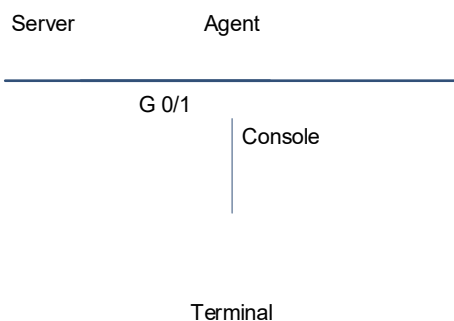 Server Agent
G 0/1
Console
Terminal